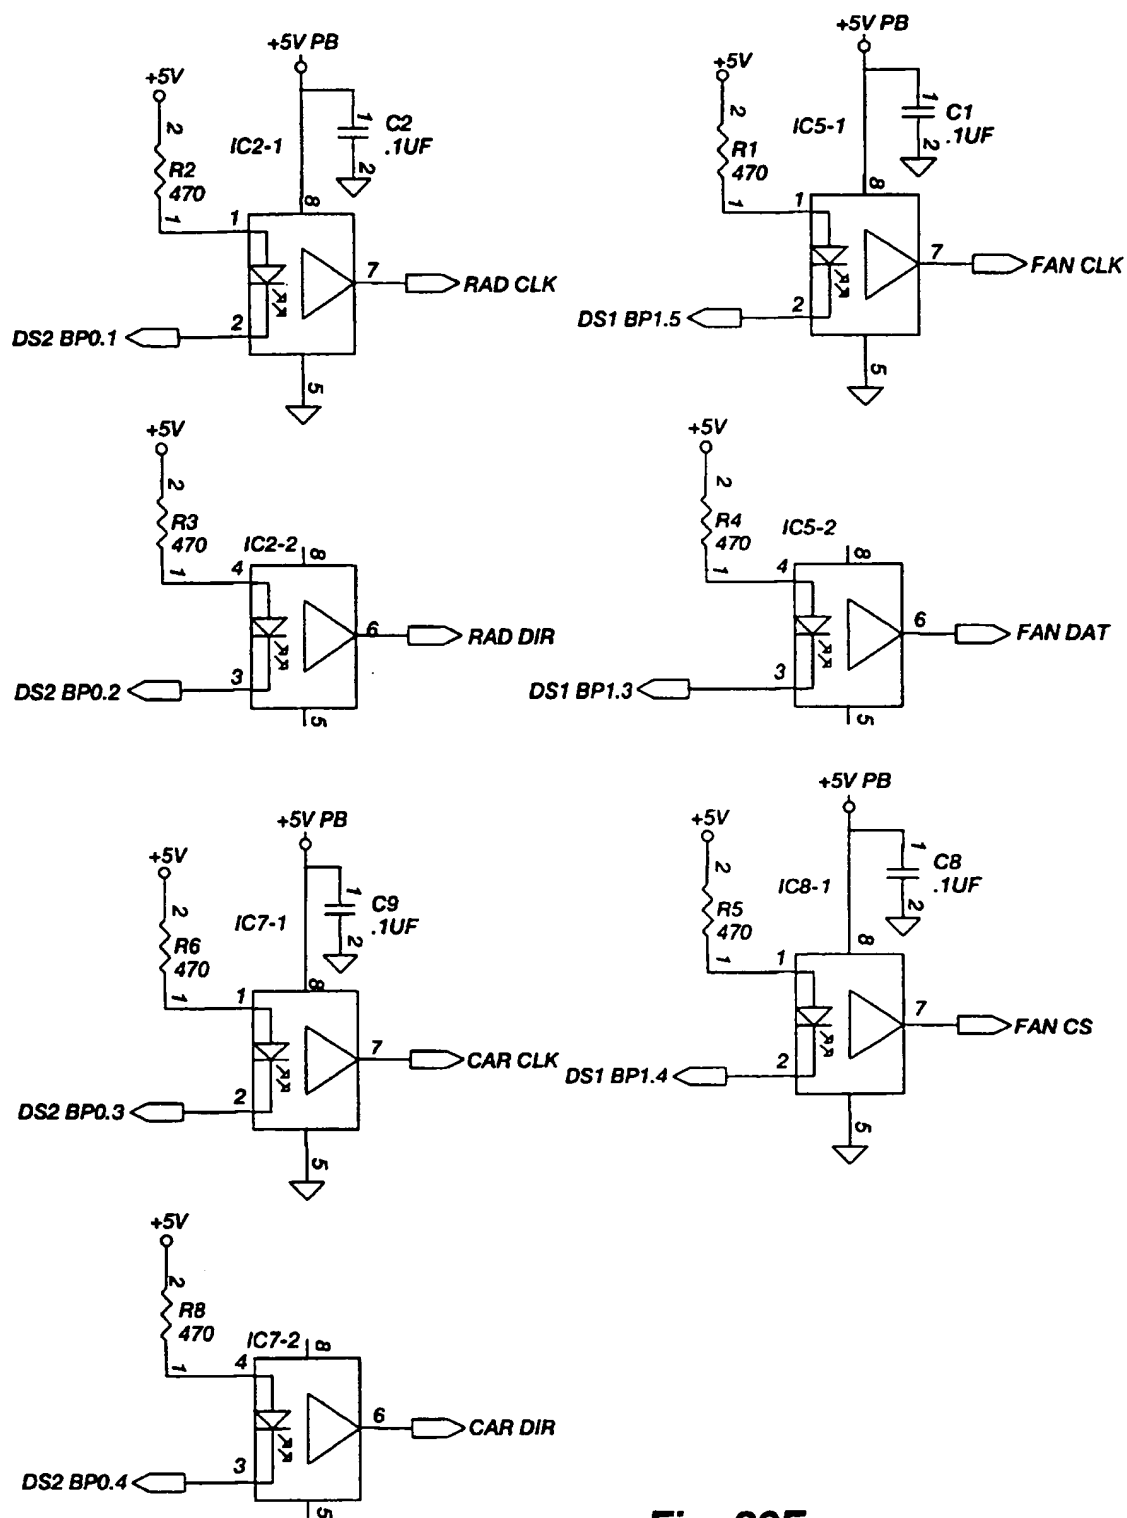 +5V PB
+5V
2
R2
470
1
IC2-1
1
C2
.1UF
2
8
1
7
RAD CLK
2
DS2 BP0.1
5
+5V PB
+5V
2
R1
470
1
IC5-1
1
C1
.1UF
2
8
1
7
FAN CLK
2
DS1 BP1.5
5
+5V
2
R3
470
1
IC2-2
8
4
6
RAD DIR
3
DS2 BP0.2
5
+5V
2
R4
470
1
IC5-2
8
4
6
FAN DAT
3
DS1 BP1.3
5
+5V PB
+5V
2
R6
470
1
IC7-1
1
C9
.1UF
2
8
1
7
CAR CLK
2
DS2 BP0.3
5
+5V PB
+5V
2
R5
470
1
IC8-1
1
C8
.1UF
2
8
1
7
FAN CS
2
DS1 BP1.4
5
+5V
2
R8
470
1
IC7-2
8
4
6
CAR DIR
3
DS2 BP0.4
5